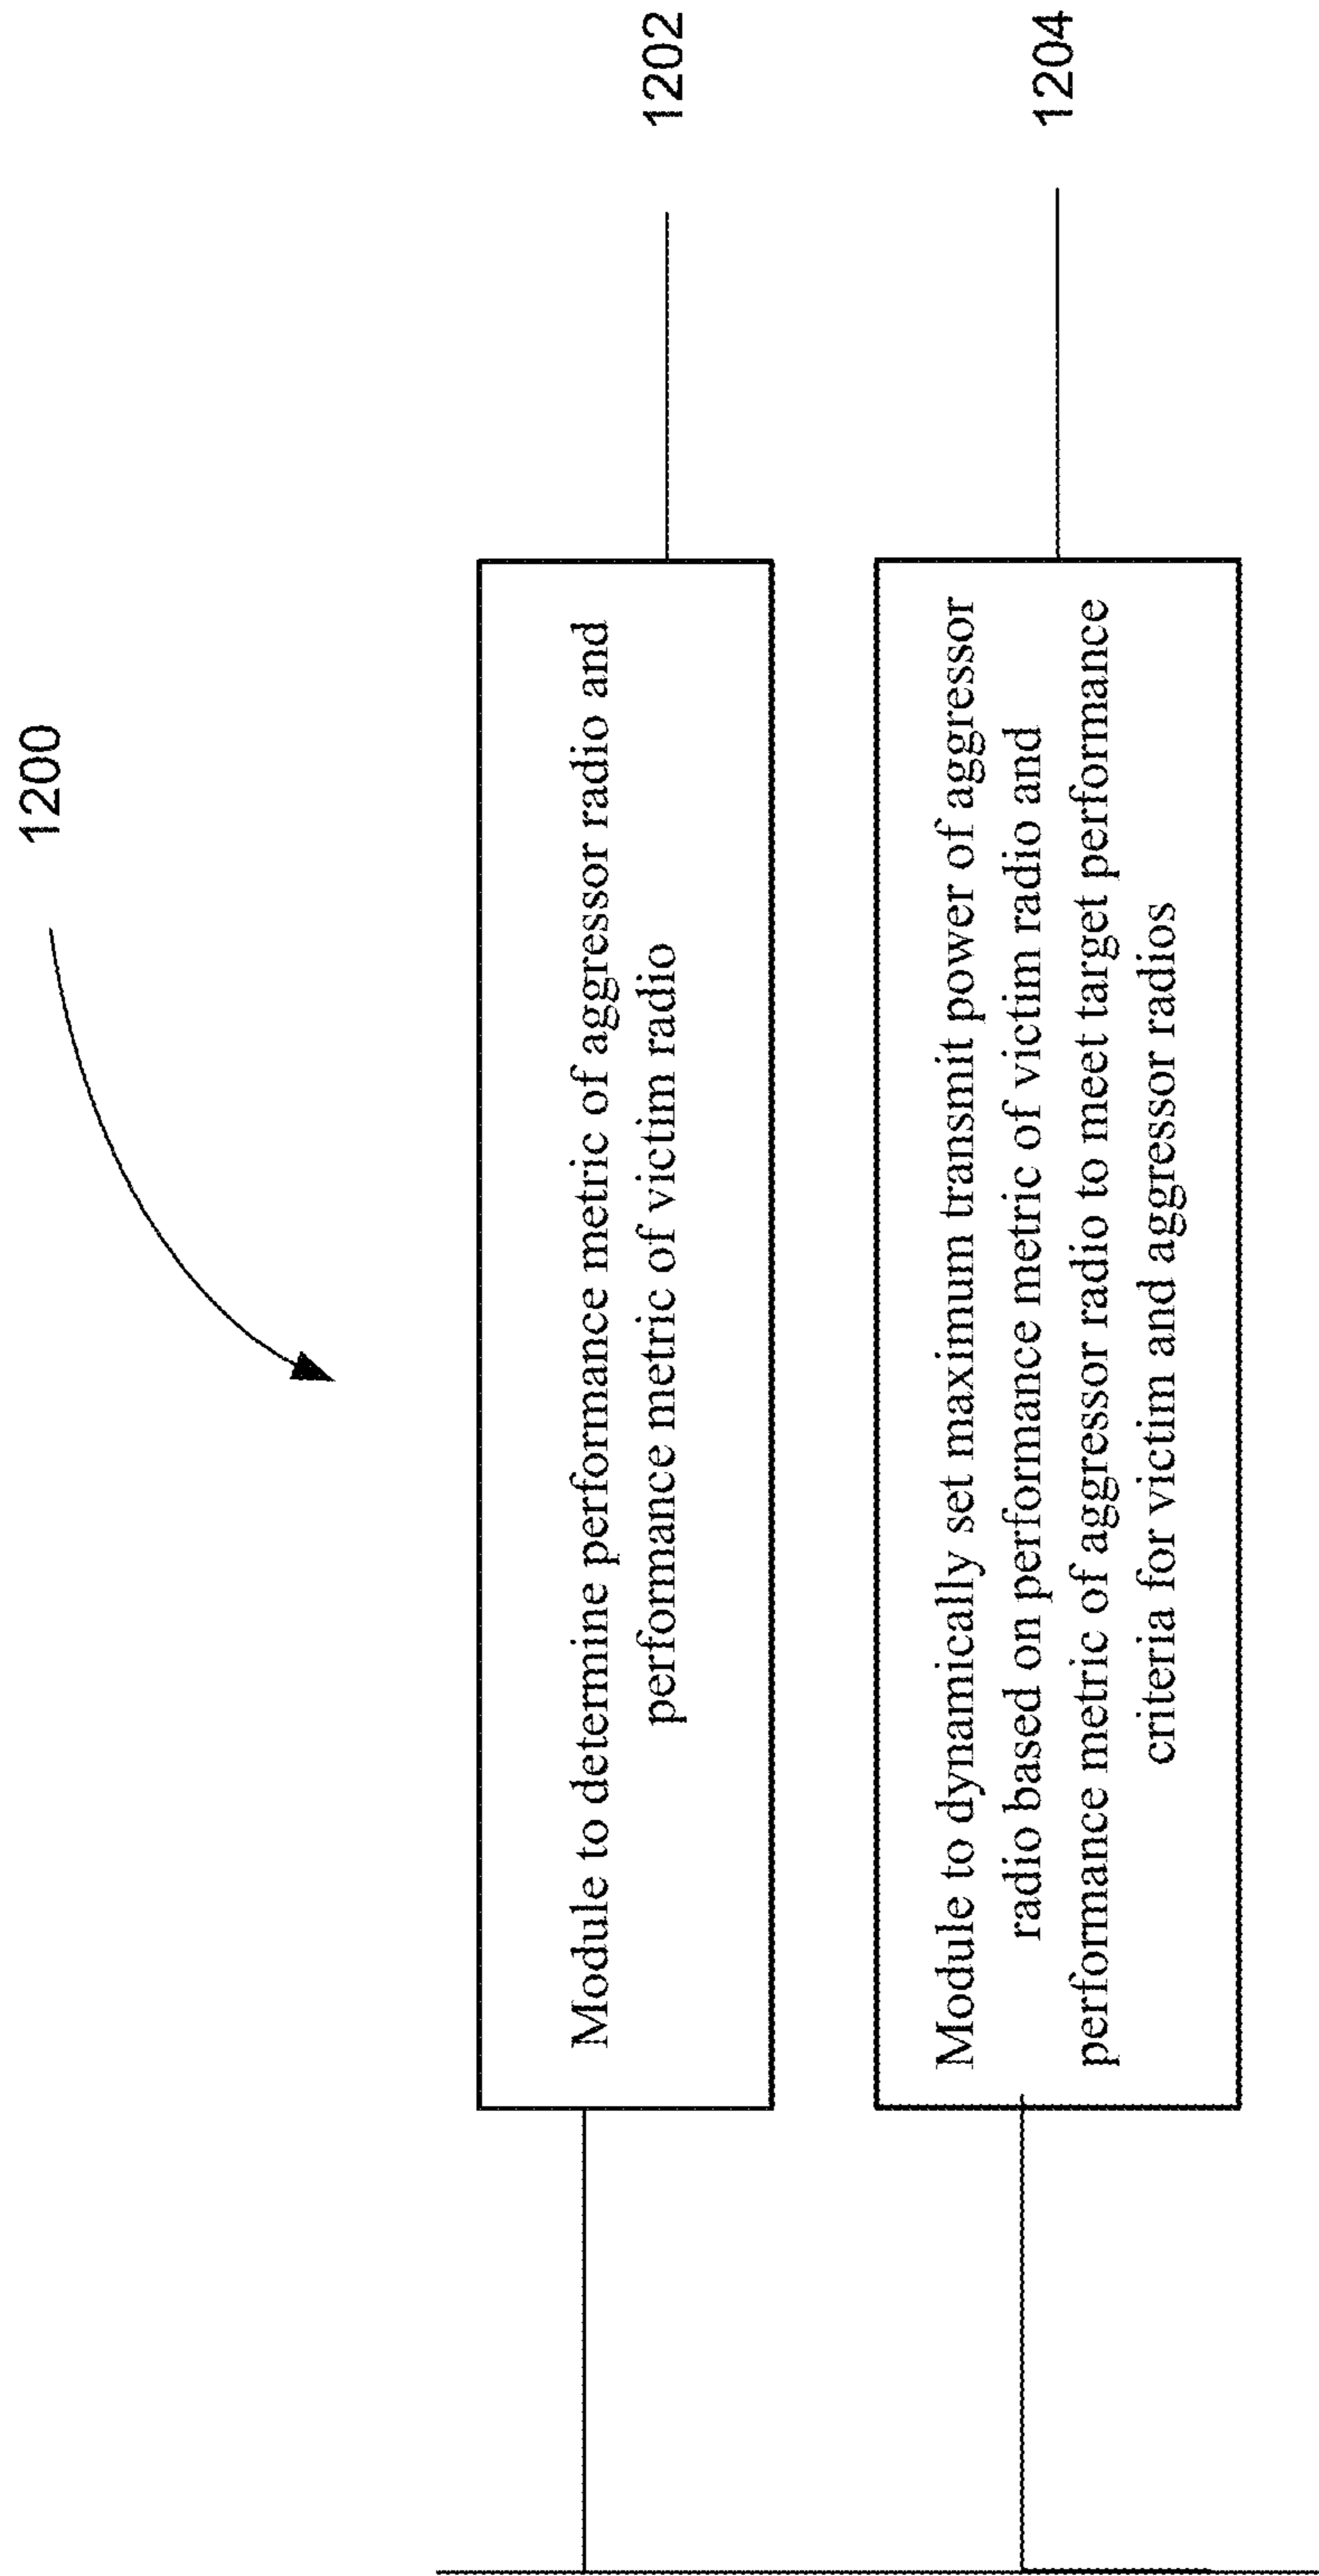 1200
Module to determine performance metric of aggressor radio and
performance metric of victim radio
1202
Module to dynamically set maximum transmit power of aggressor
radio based on performance metric of victim radio and
performance metric of aggressor radio to meet target performance
criteria for victim and aggressor radios
1204